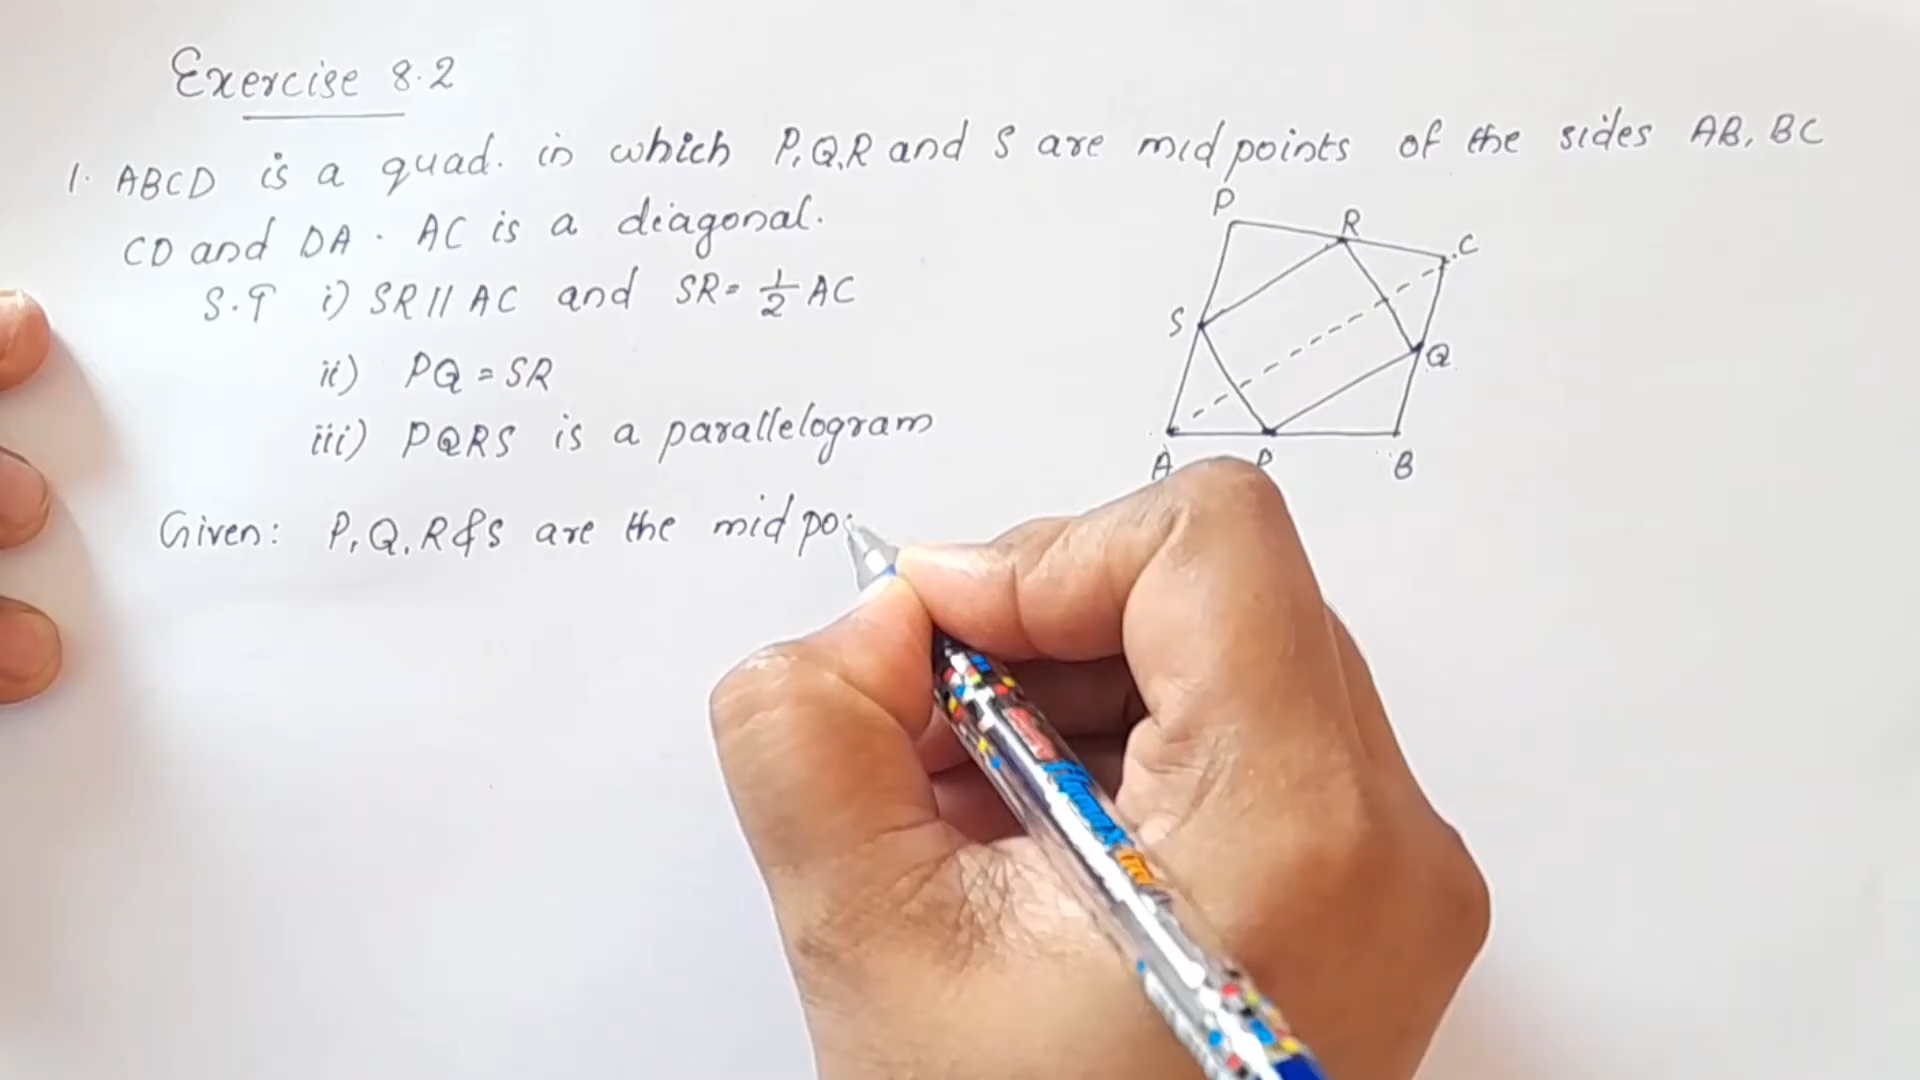 Exercise 8.2
1. ABCD is a quad. in which P,Q,R and S are midpoints of the sides AB, BC
CD and DA. AC is a diagonal.
S.T i) SR // AC and SR = 1/2 AC
ii) PQ = SR
iii) PQRS is a parallelogram
Given: P,Q,R & S are the midpoi
P
R
C
S
Q
A
P
B